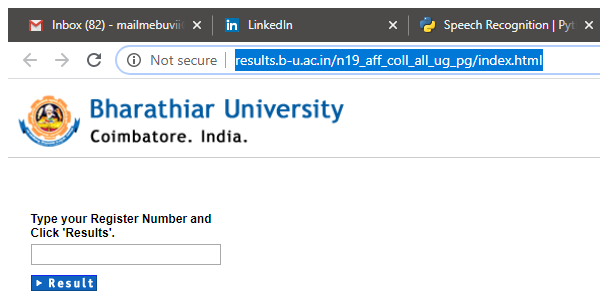 Inbox (82) - mailmebuvii
LinkedIn
Speech Recognition | Pyt
Not secure | results.b-u.ac.in/n19_aff_coll_all_ug_pg/index.html
Bharathiar University
Coimbatore. India.
Type your Register Number and
Click 'Results'.
Result